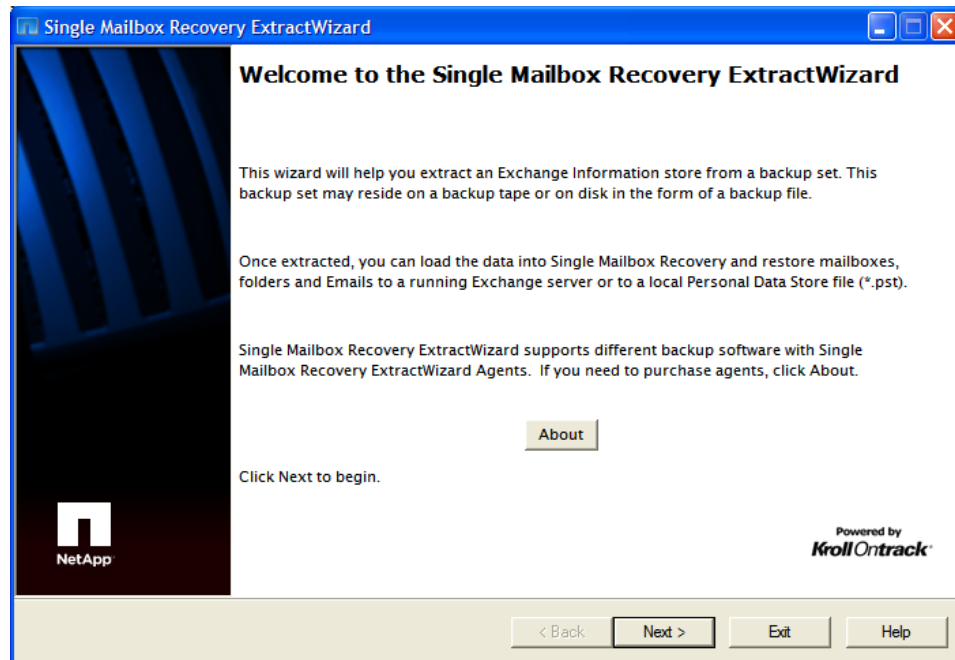 Single Mailbox Recovery ExtractWizard
Welcome to the Single Mailbox Recovery ExtractWizard
This wizard will help you extract an Exchange Information store from a backup set. This
backup set may reside on a backup tape or on disk in the form of a backup file.
Once extracted, you can load the data into Single Mailbox Recovery and restore mailboxes,
folders and Emails to a running Exchange server or to a local Personal Data Store file (*.pst).
Single Mailbox Recovery ExtractWizard supports different backup software with Single
Mailbox Recovery ExtractWizard Agents.  If you need to purchase agents, click About.
About
Click Next to begin.
NetApp
Powered by
KrollOntrack
< Back
Next >
Exit
Help